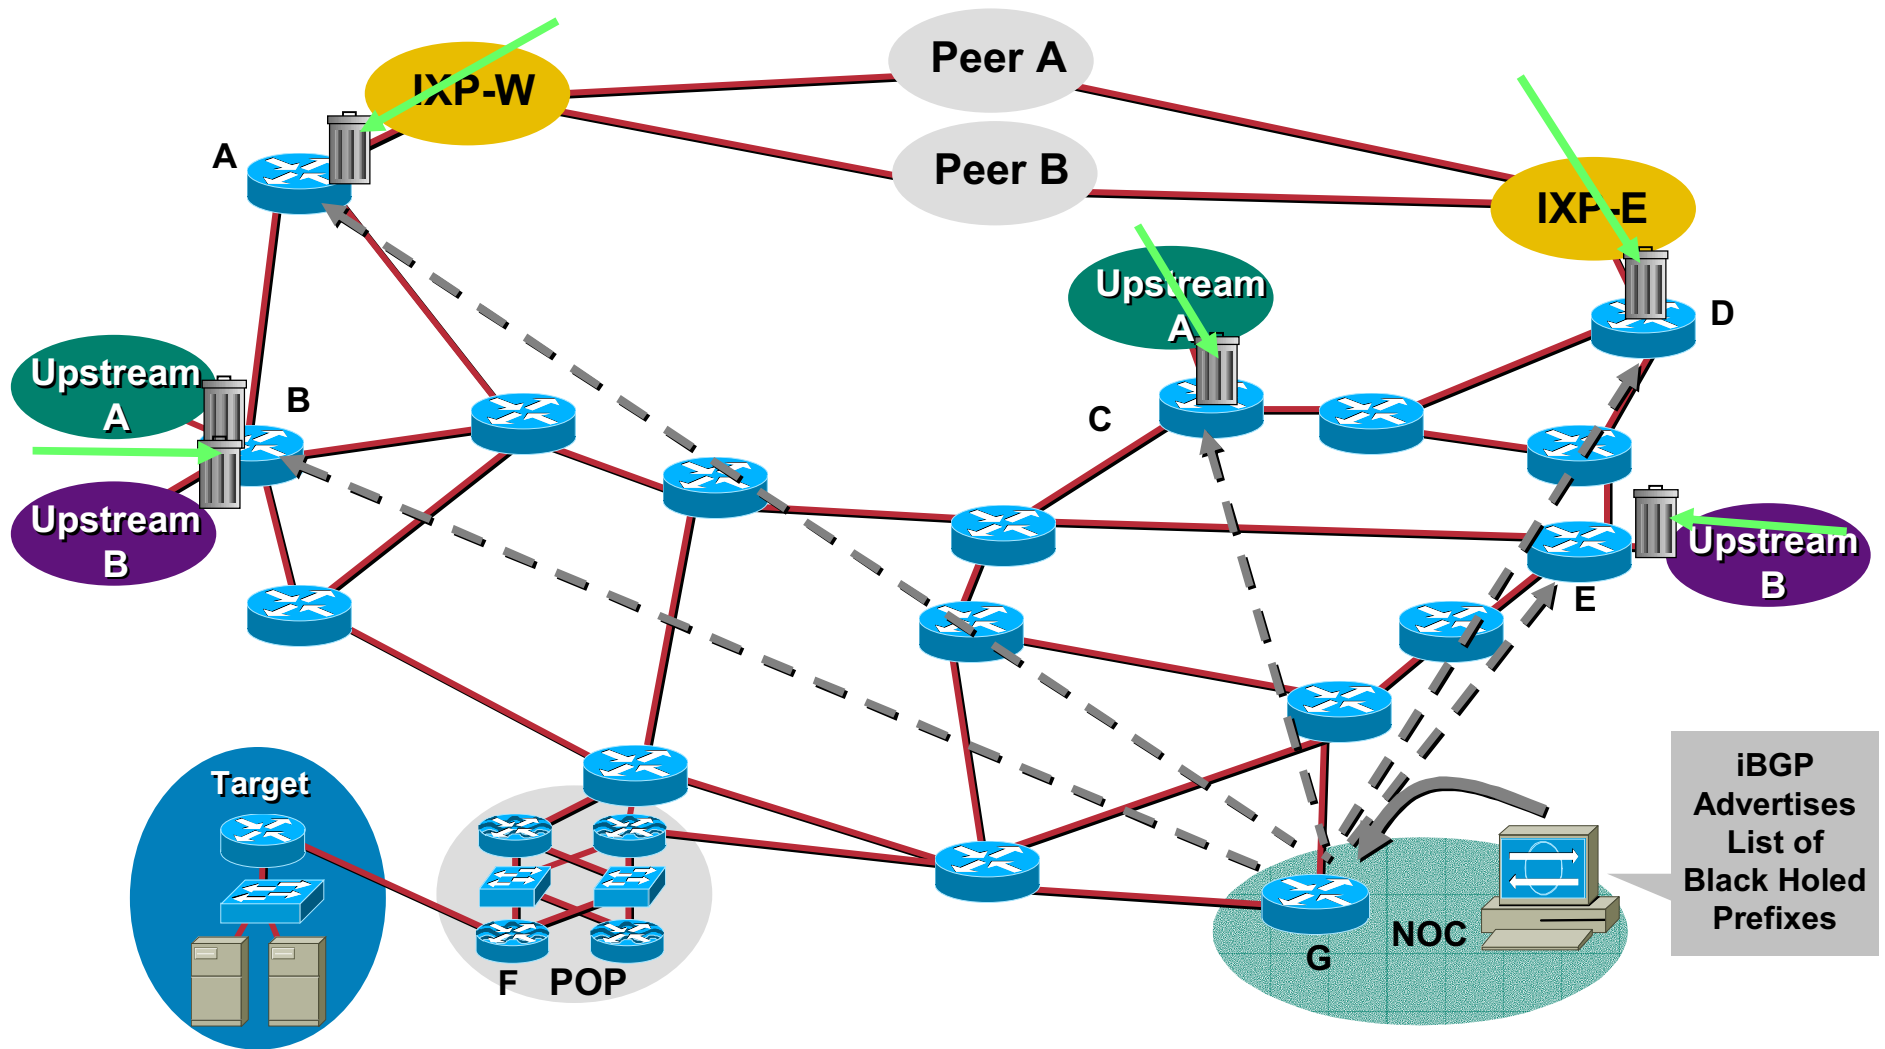 Peer A
IXP-W
A
Peer B
IXP-E
Upstream
A
D
Upstream
A
B
C
Upstream
B
Upstream
B
E
Target
iBGP
Advertises
List of
Black Holed
Prefixes
NOC
G
F
POP